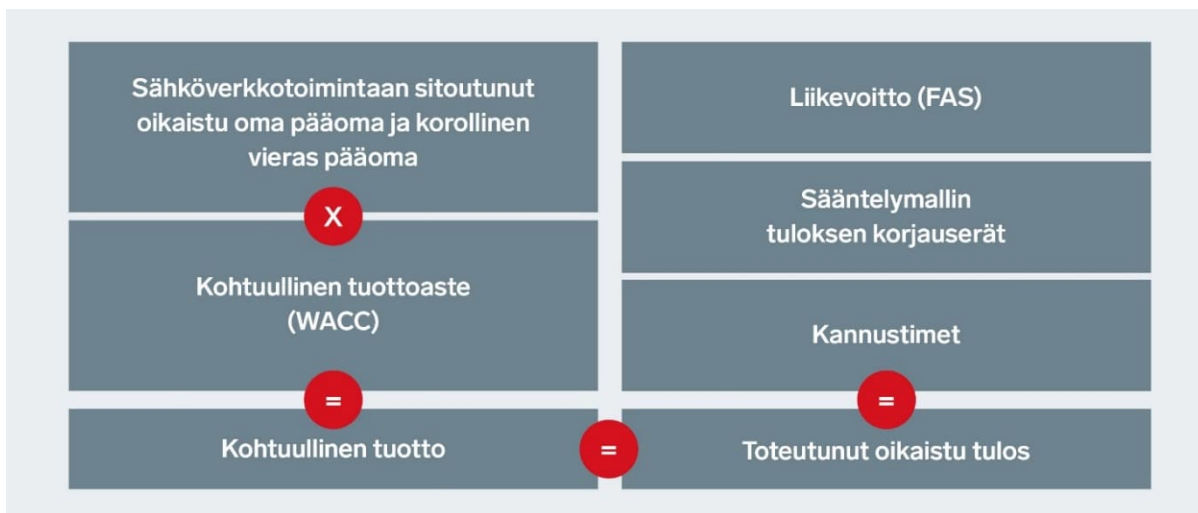 Sähköverkkotoimintaan sitoutunut
oikaistu oma pääoma ja korollinen
vieras pääoma
X
Kohtuullinen tuottoaste
(WACC)
=
Kohtuullinen tuotto
=
Liikevoitto (FAS)
Sääntelymallin
tuloksen korjauserät
Kannustimet
=
Toteutunut oikaistu tulos